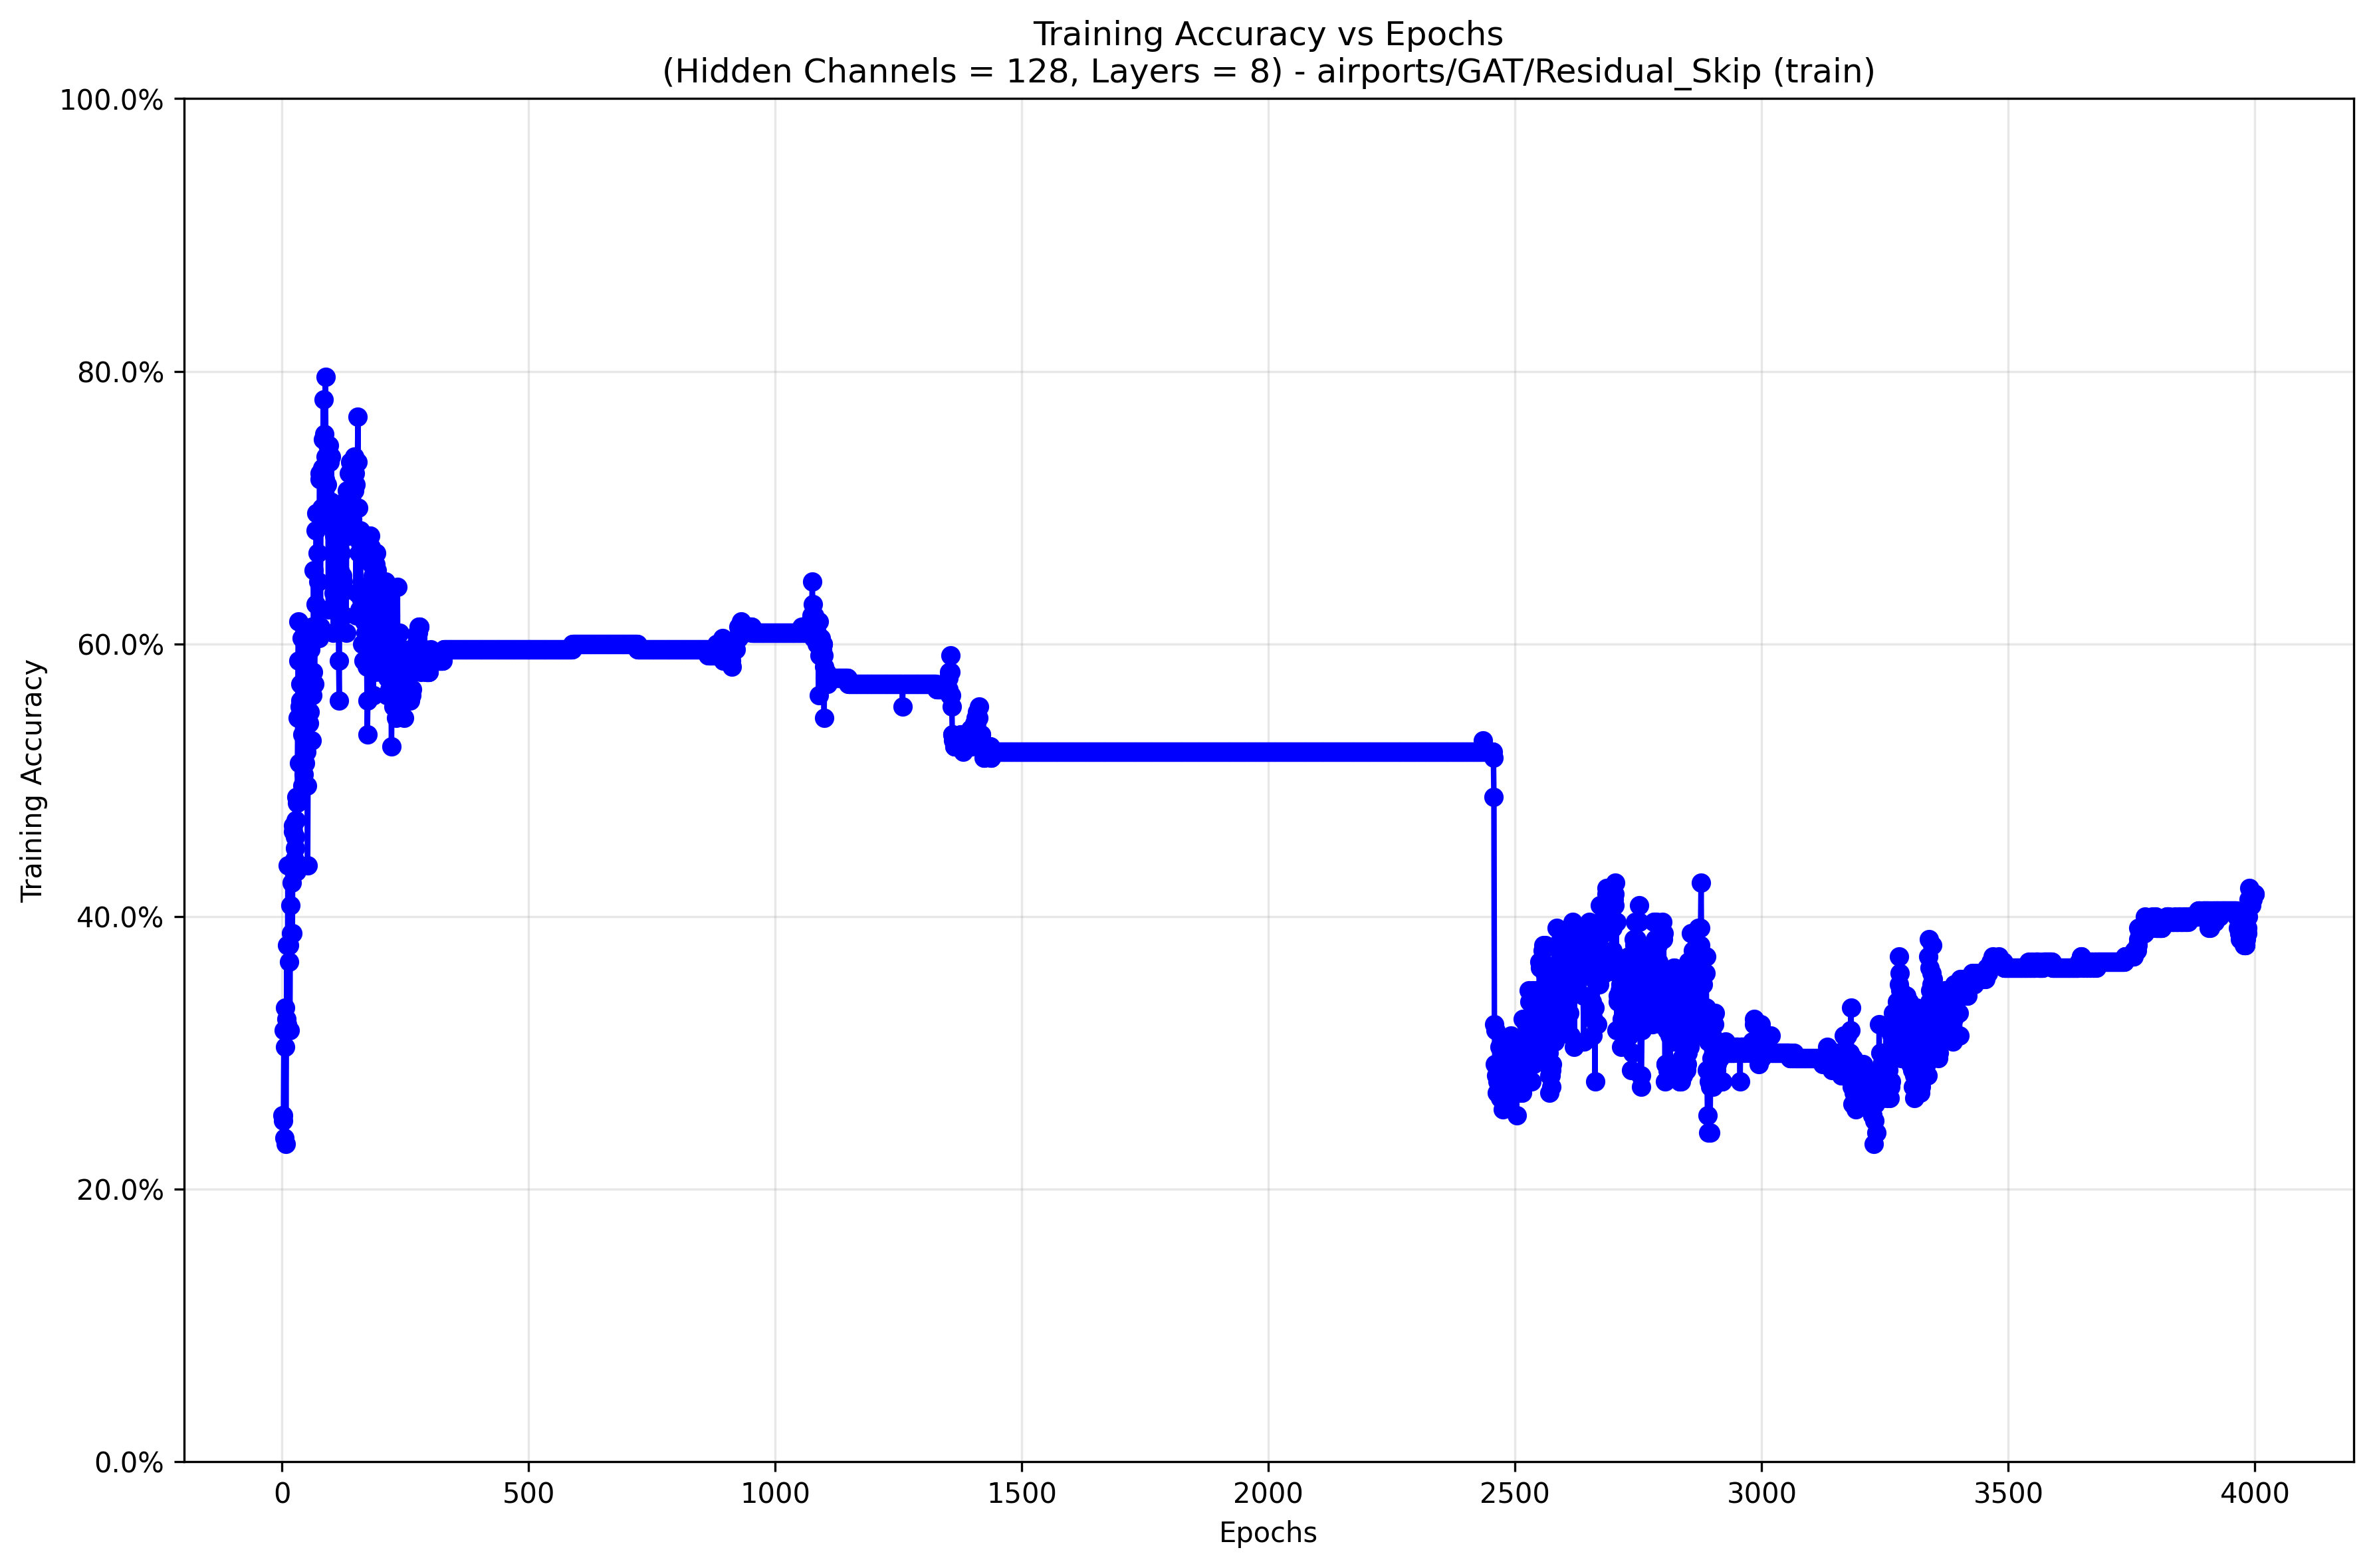 Training Accuracy vs Epochs
(Hidden Channels = 128, Layers = 8) - airports/GAT/Residual_Skip (train)
100.0%
80.0%
60.0%
40.0%
20.0%
0.0%
Training Accuracy
0 500 1000 1500 2000 2500 3000 3500 4000
Epochs